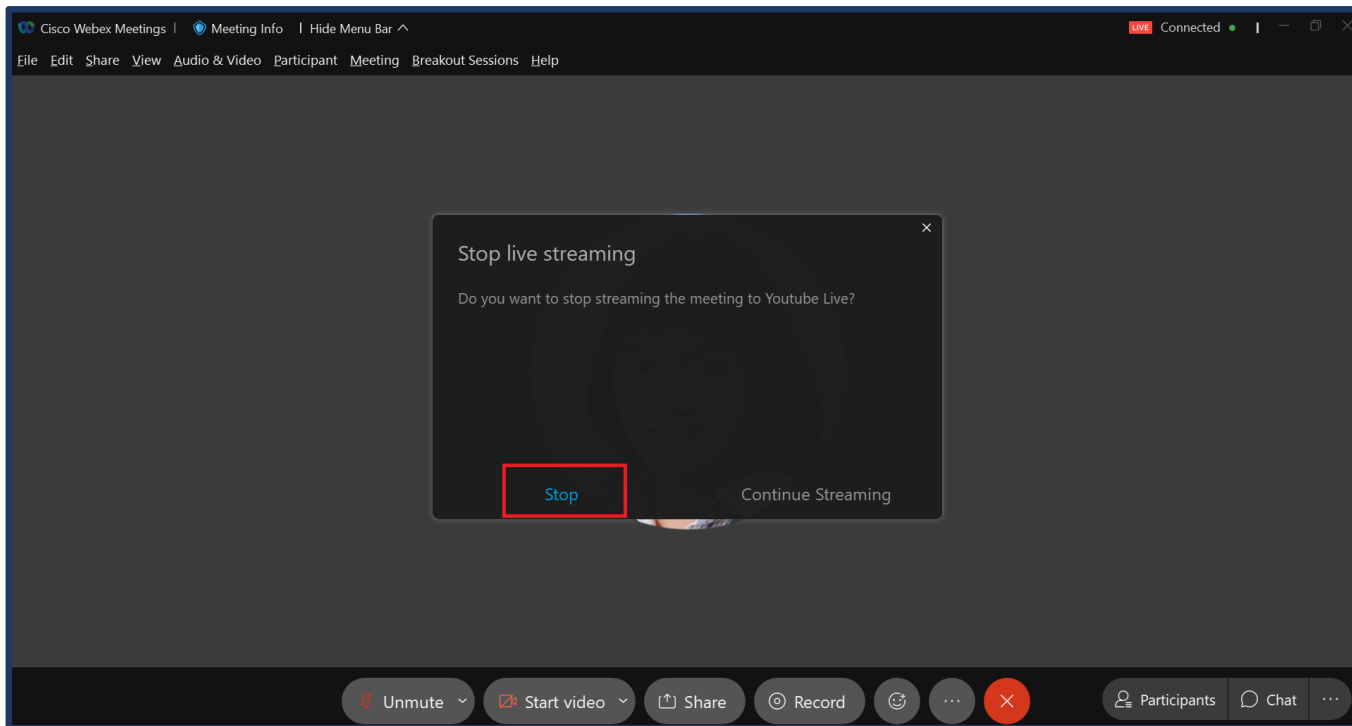 Cisco Webex Meetings | Meeting Info | Hide Menu Bar LIVE Connected
File Edit Share View Audio & Video Participant Meeting Breakout Sessions Help
Stop live streaming
Do you want to stop streaming the meeting to Youtube Live?
Stop Continue Streaming
Unmute Start video Share Record Participants Chat